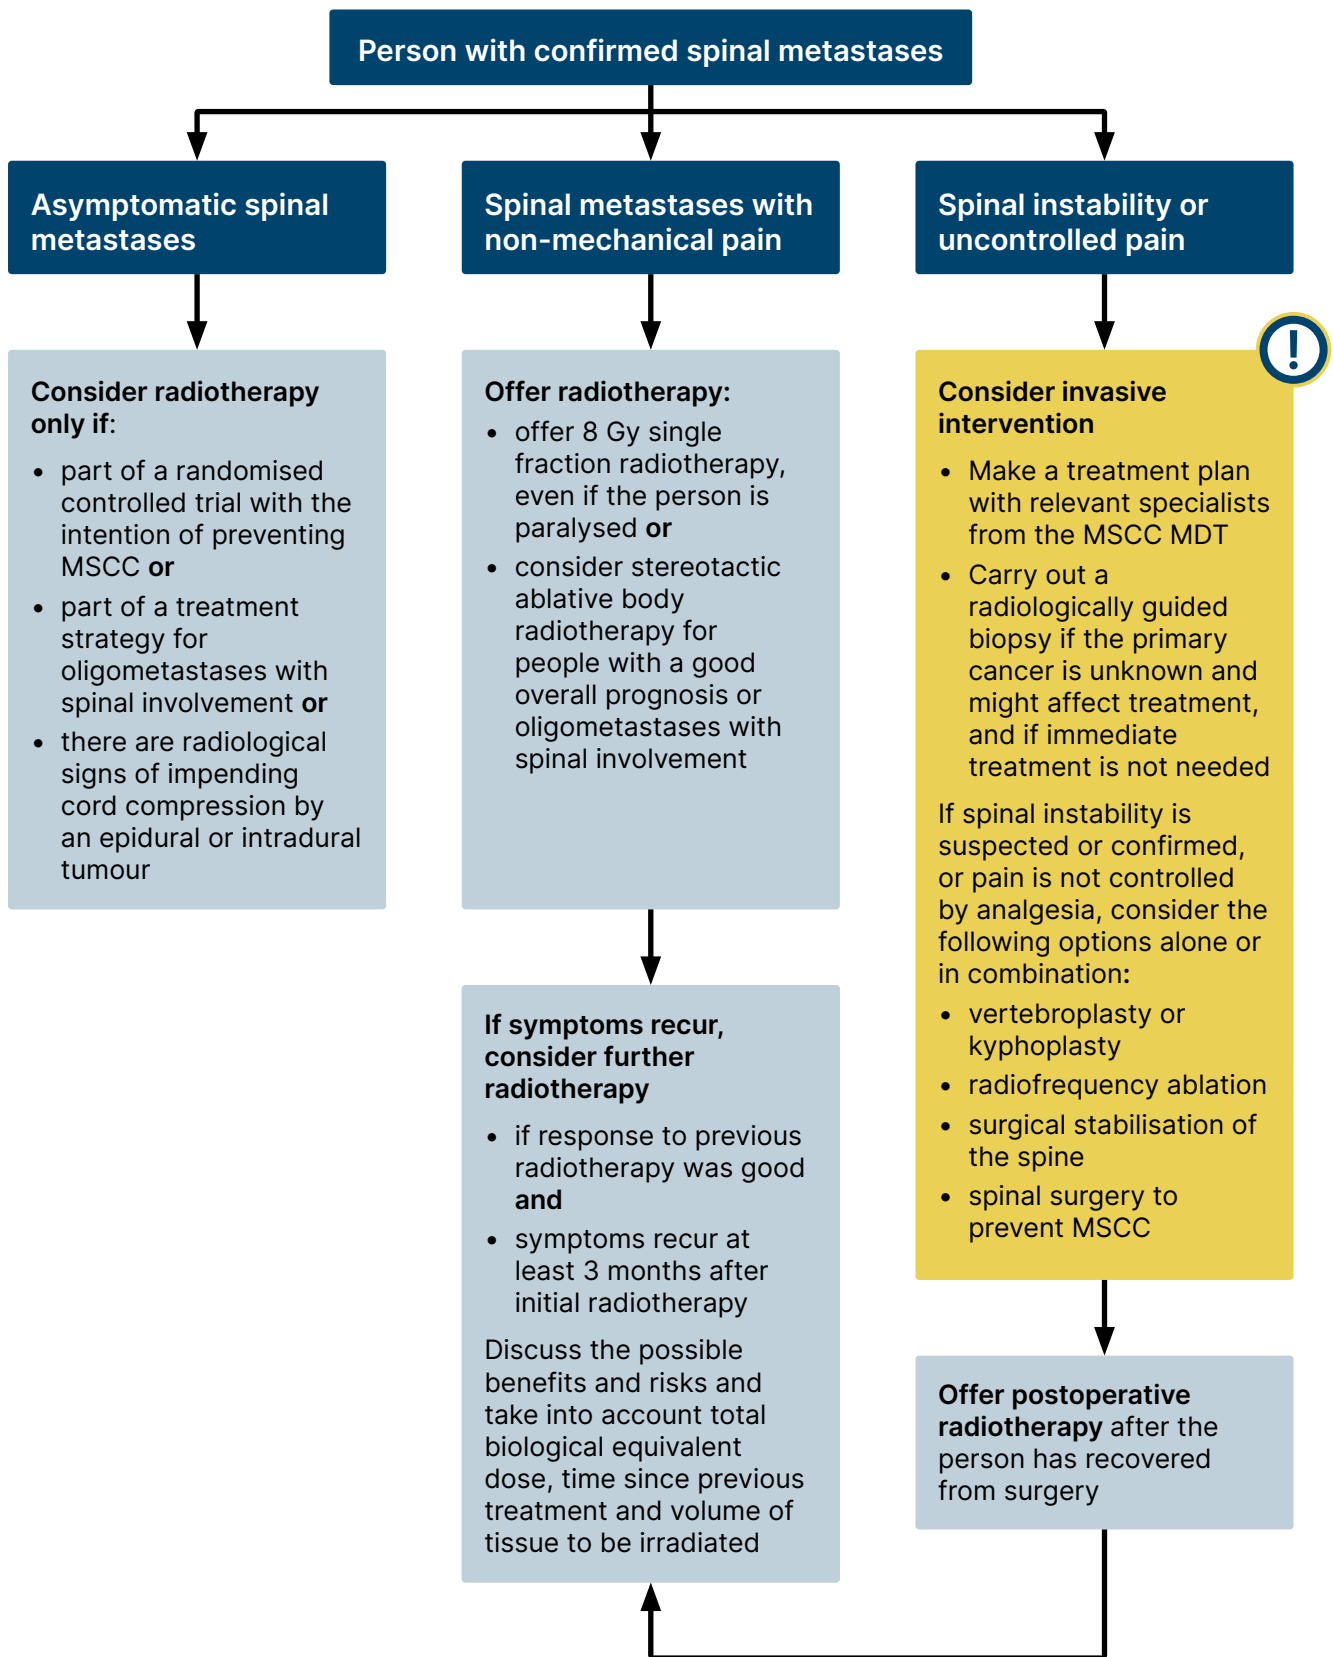 Person with confirmed spinal metastases
Asymptomatic spinal
metastases
Consider radiotherapy
only if:
• part of a randomised
controlled trial with the
intention of preventing
MSCC or
• part of a treatment
strategy for
oligometastases with
spinal involvement or
• there are radiological
signs of impending
cord compression by
an epidural or intradural
tumour
Spinal metastases with
non-mechanical pain
Offer radiotherapy:
• offer 8 Gy single
fraction radiotherapy,
even if the person is
paralysed or
• consider stereotactic
ablative body
radiotherapy for
people with a good
overall prognosis or
oligometastases with
spinal involvement
If symptoms recur,
consider further
radiotherapy
• if response to previous
radiotherapy was good
and
• symptoms recur at
least 3 months after
initial radiotherapy
Discuss the possible
benefits and risks and
take into account total
biological equivalent
dose, time since previous
treatment and volume of
tissue to be irradiated
Spinal instability or
uncontrolled pain
!
Consider invasive
intervention
• Make a treatment plan
with relevant specialists
from the MSCC MDT
• Carry out a
radiologically guided
biopsy if the primary
cancer is unknown and
might affect treatment,
and if immediate
treatment is not needed
If spinal instability is
suspected or confirmed,
or pain is not controlled
by analgesia, consider the
following options alone or
in combination:
• vertebroplasty or
kyphoplasty
• radiofrequency ablation
• surgical stabilisation of
the spine
• spinal surgery to
prevent MSCC
Offer postoperative
radiotherapy after the
person has recovered
from surgery